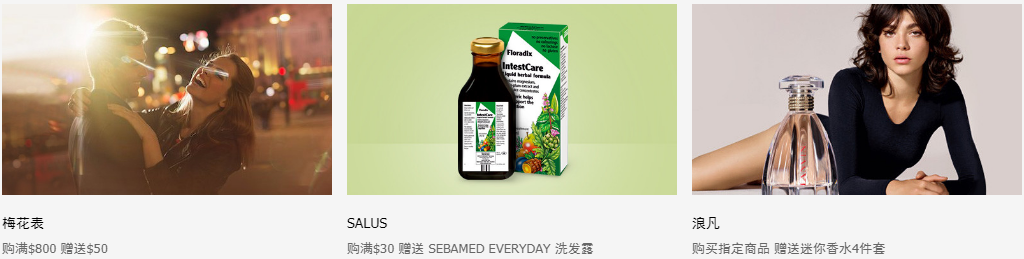 Floradix
IntestCare
Liquid herbal formula
IntestCare
梅花表
购满$800 赠送$50
SALUS
购满$30 赠送 SEBAMED EVERYDAY 洗发露
浪凡
购买指定商品 赠送迷你香水4件套